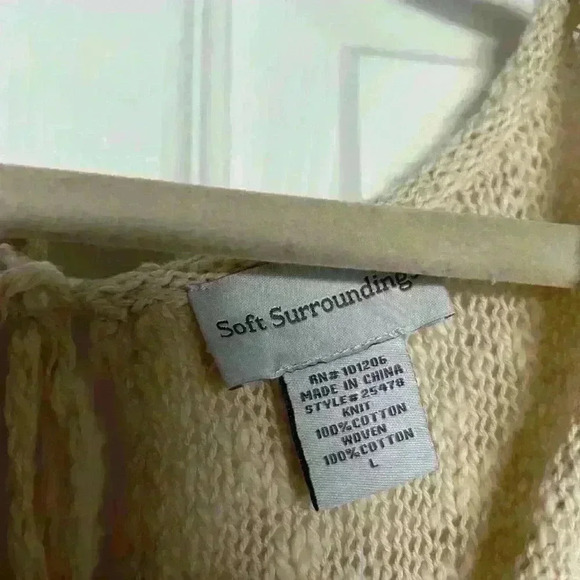 Soft Surroundings
RN# 101206
MADE IN CHINA
STYLE# 25478
KNIT
100%COTTON
WOVEN
100%COTTON
L